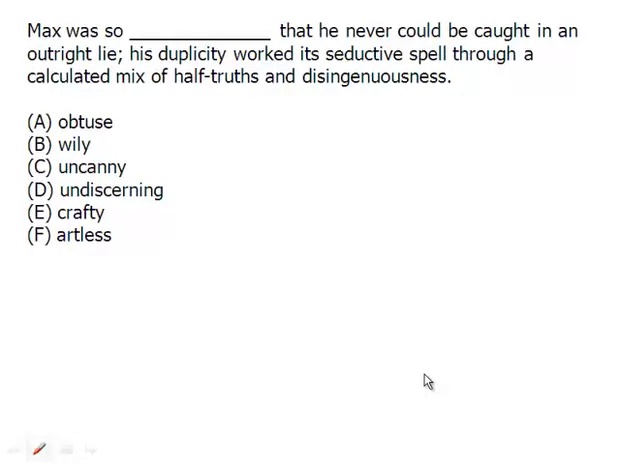 Max was so _______________ that he never could be caught in an
outright lie; his duplicity worked its seductive spell through a
calculated mix of half-truths and disingenuousness.
(A) obtuse
(B) wily
(C) uncanny
(D) undiscerning
(E) crafty
(F) artless